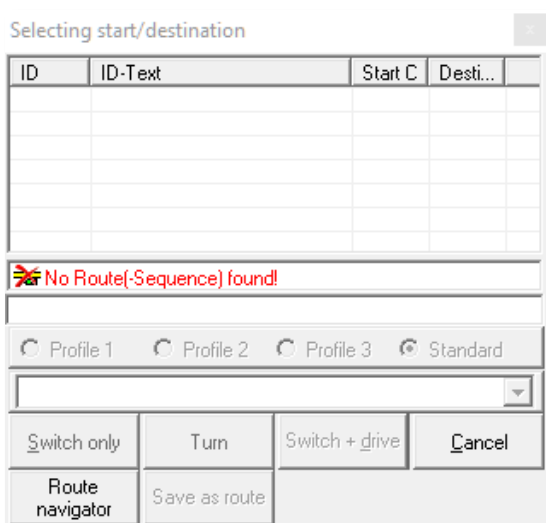 Selecting start/destination x
ID ID-Text Start C Desti...
No Route(-Sequence) found!
Profile 1 Profile 2 Profile 3 Standard
Switch only Turn Switch + drive Cancel
Route
navigator Save as route